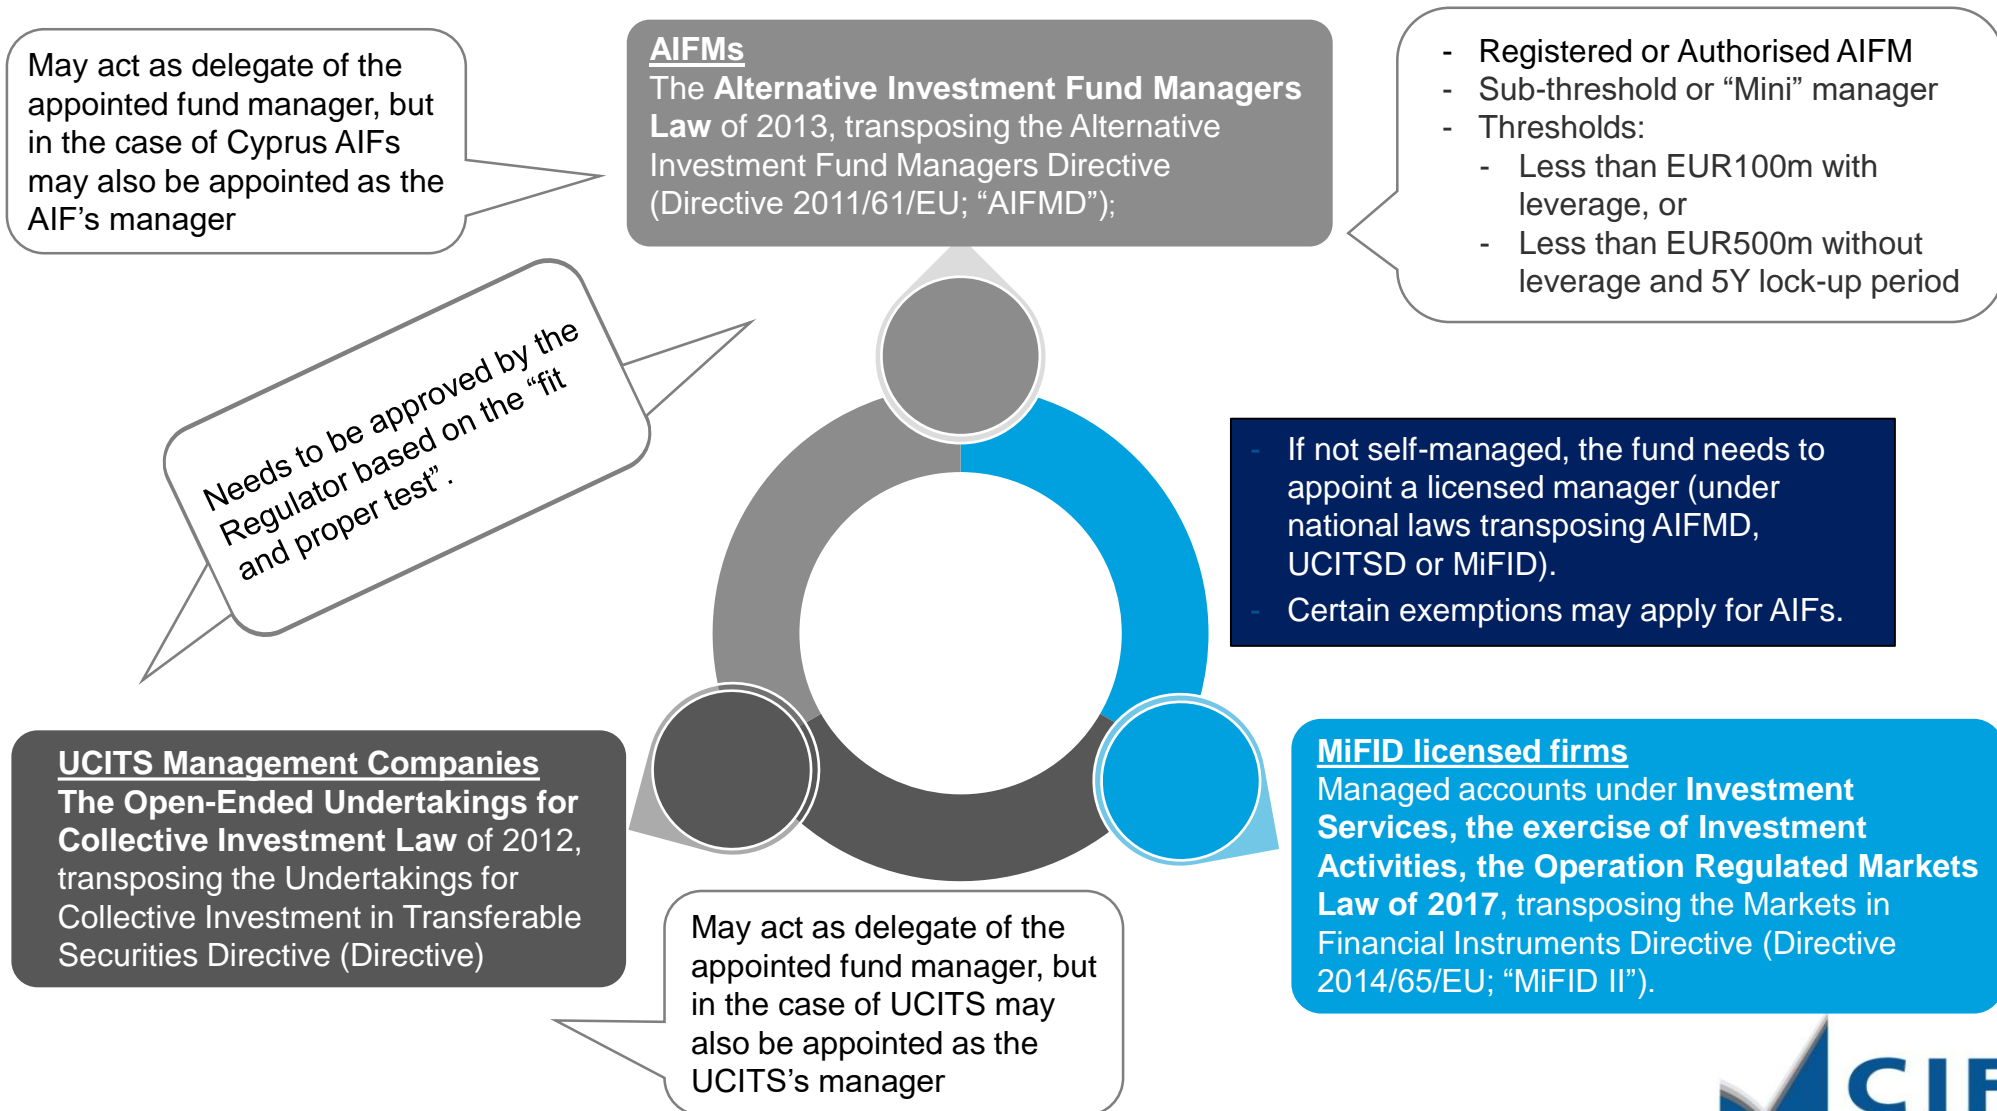 May act as delegate of the
appointed fund manager, but
in the case of Cyprus AIFs
may also be appointed as the
AIF’s manager
AIFMs
The Alternative Investment Fund Managers
Law of 2013, transposing the Alternative
Investment Fund Managers Directive
(Directive 2011/61/EU; “AIFMD”);
- Registered or Authorised AIFM
- Sub-threshold or “Mini” manager
- Thresholds:
- Less than EUR100m with
leverage, or
- Less than EUR500m without
leverage and 5Y lock-up period
Needs to be approved by the
Regulator based on the “fit
and proper test”.
- If not self-managed, the fund needs to
appoint a licensed manager (under
national laws transposing AIFMD,
UCITSD or MiFID).
- Certain exemptions may apply for AIFs.
UCITS Management Companies
The Open-Ended Undertakings for
Collective Investment Law of 2012,
transposing the Undertakings for
Collective Investment in Transferable
Securities Directive (Directive)
MiFID licensed firms
Managed accounts under Investment
Services, the exercise of Investment
Activities, the Operation Regulated Markets
Law of 2017, transposing the Markets in
Financial Instruments Directive (Directive
2014/65/EU; “MiFID II”).
May act as delegate of the
appointed fund manager, but
in the case of UCITS may
also be appointed as the
UCITS’s manager
CIF